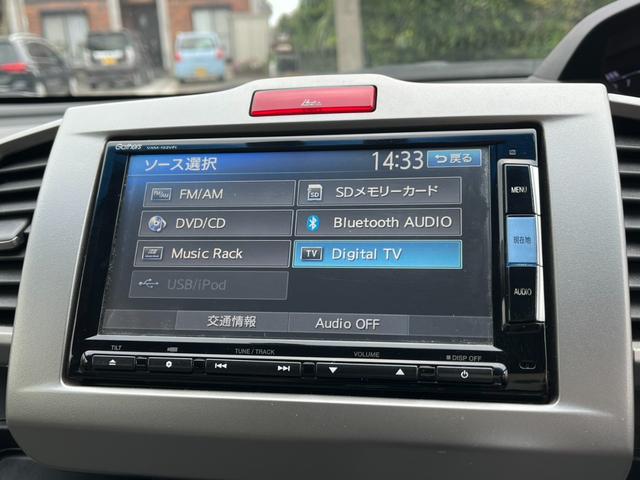 Gathers
ソース選択
14:33
戻る
FM/AM
SDメモリーカード
DVD/CD
Bluetooth AUDIO
Music Rack
TV
Digital TV
USB/iPod
交通情報
Audio OFF
MENU
現在地
AUDIO
TILT
TUNE / TRACK
VOLUME
DISP OFF